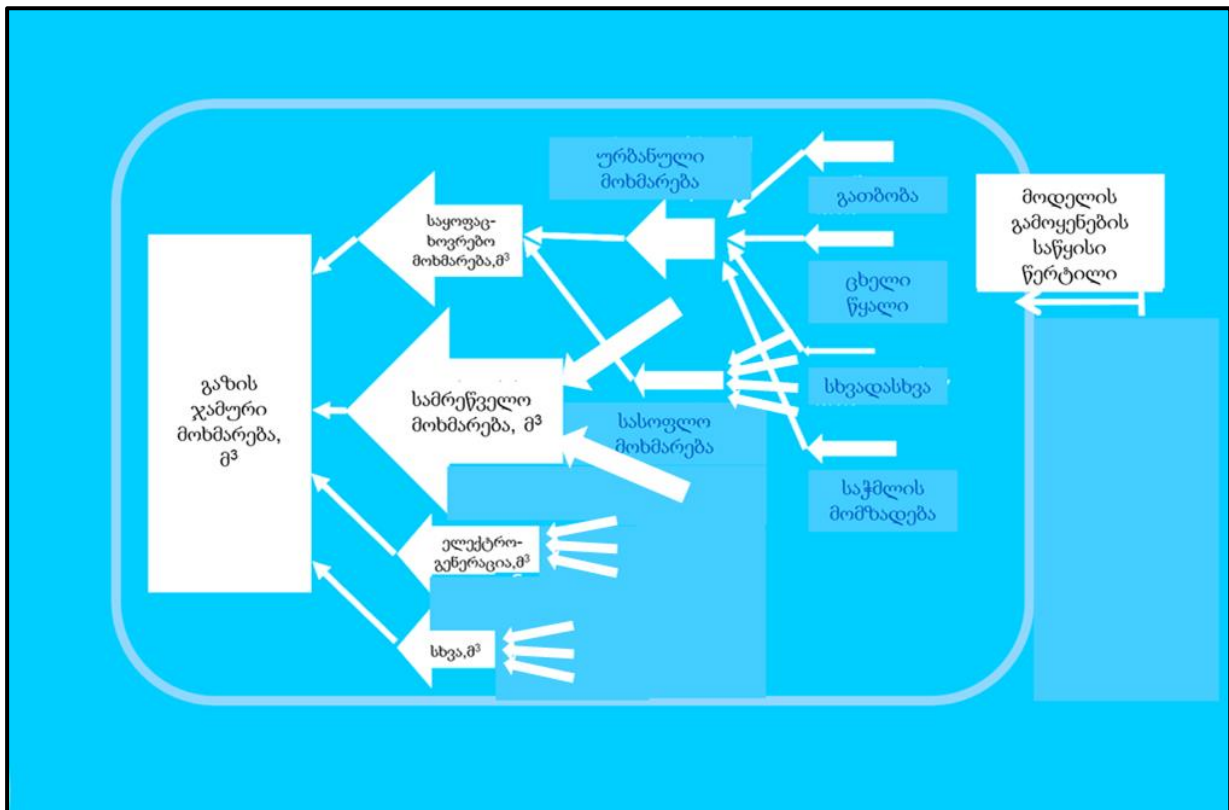 გაზის
ჯამური
მოხმარება,
მ³
საყოფაც-
ხოვრებო
მოხმარება,მ³
სამრეწველო
მოხმარება, მ³
ელექტრო-
გენერაცია,მ³
სხვა,მ³
ურბანული
მოხმარება
სასოფლო
მოხმარება
გათბობა
ცხელი
წყალი
სხვადასხვა
საჭმლის
მომზადება
მოდელის
გამოყენების
საწყისი
წერტილი